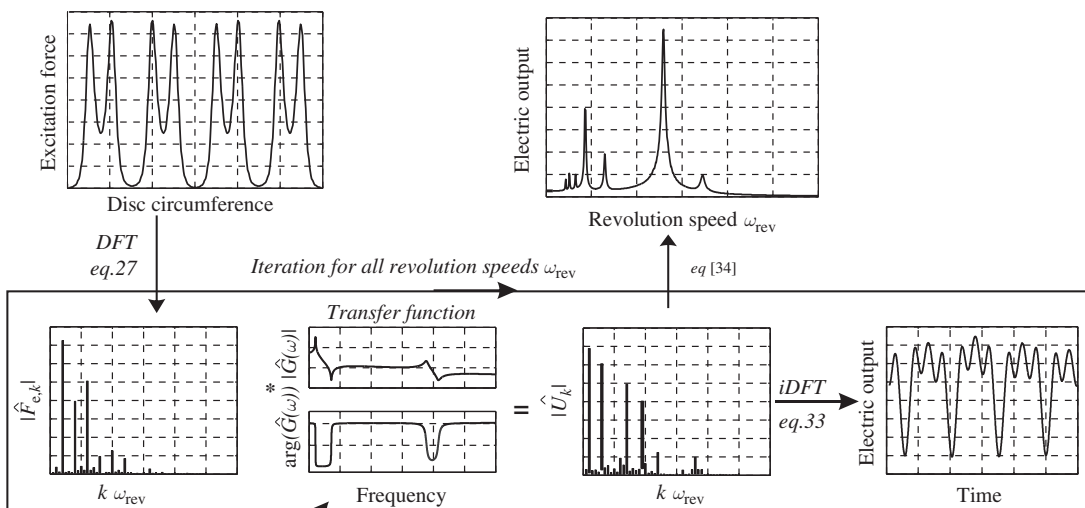 Excitation force
Disc circumference
Electric output
Revolution speed ω_rev
DFT
eq.27
Iteration for all revolution speeds ω_rev
eq [34]
|F̂_e,k|
k ω_rev
Transfer function
|Ĝ(ω)|
*
arg(Ĝ(ω))
Frequency
=
|Û_k|
k ω_rev
iDFT
eq.33
Electric output
Time